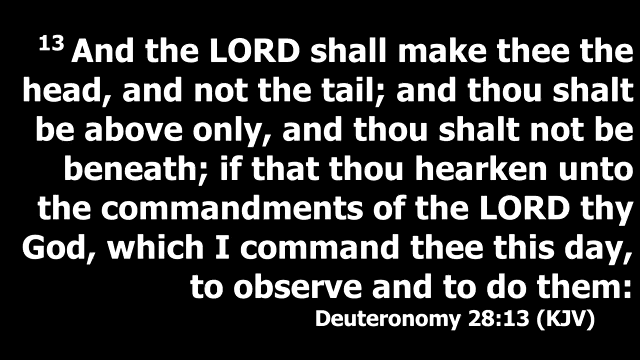 13 And the LORD shall make thee the
head, and not the tail; and thou shalt
be above only, and thou shalt not be
beneath; if that thou hearken unto
the commandments of the LORD thy
God, which I command thee this day,
to observe and to do them:
Deuteronomy 28:13 (KJV)